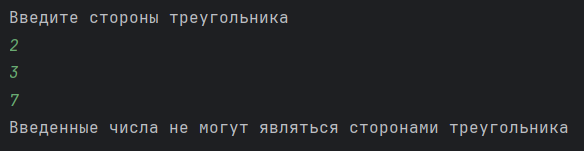 Введите стороны треугольника
2
3
7
Введенные числа не могут являться сторонами треугольника